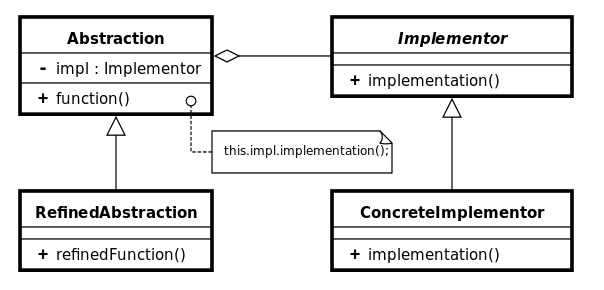 Abstraction
- impl : Implementor
+ function()
Implementor
+ implementation()
this.impl.implementation();
RefinedAbstraction
+ refinedFunction()
ConcreteImplementor
+ implementation()